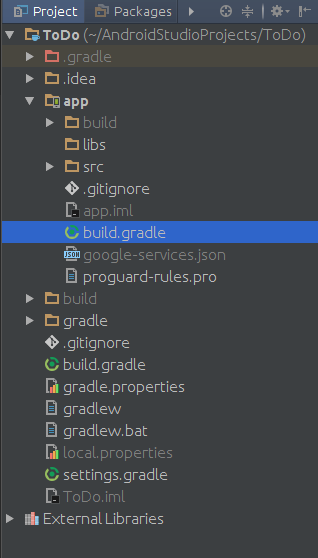 Project Packages
ToDo (~/AndroidStudioProjects/ToDo)
.gradle
.idea
app
build
libs
src
.gitignore
app.iml
build.gradle
google-services.json
proguard-rules.pro
build
gradle
.gitignore
build.gradle
gradle.properties
gradlew
gradlew.bat
local.properties
settings.gradle
ToDo.iml
External Libraries